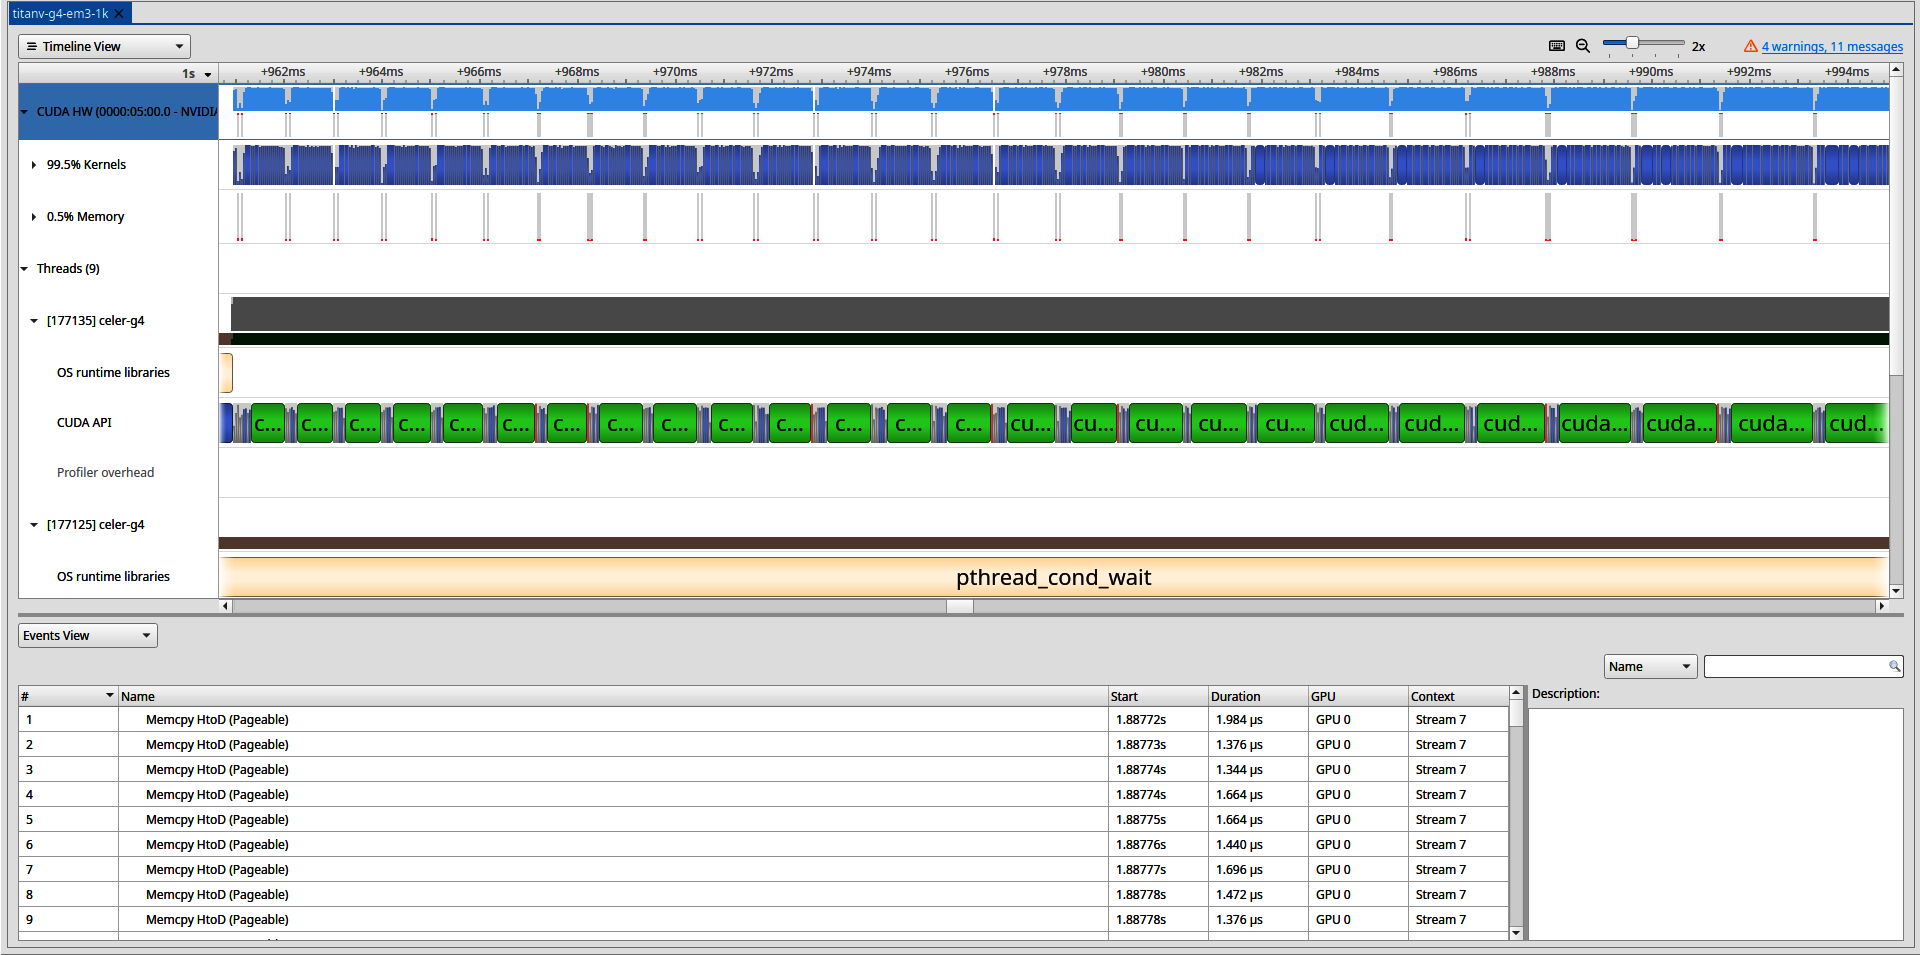 titanv-g4-em3-1k
Timeline View
2x
4 warnings, 11 messages
1s
+962ms +964ms +966ms +968ms +970ms +972ms +974ms +976ms +978ms +980ms +982ms +984ms +986ms +988ms +990ms +992ms +994ms
CUDA HW (0000:05:00.0 - NVIDIA
99.5% Kernels
0.5% Memory
Threads (9)
[177135] celer-g4
OS runtime libraries
CUDA API
c... c... c... c... c... c... c... c... c... c... c... c... c... c... cu... cu... cu... cu... cu... cud... cud... cud... cuda... cuda... cuda... cud...
Profiler overhead
[177125] celer-g4
OS runtime libraries
pthread_cond_wait
Events View
Name
# Name Start Duration GPU Context
Description:
1 Memcpy HtoD (Pageable) 1.88772s 1.984 μs GPU 0 Stream 7
2 Memcpy HtoD (Pageable) 1.88773s 1.376 μs GPU 0 Stream 7
3 Memcpy HtoD (Pageable) 1.88774s 1.344 μs GPU 0 Stream 7
4 Memcpy HtoD (Pageable) 1.88774s 1.664 μs GPU 0 Stream 7
5 Memcpy HtoD (Pageable) 1.88775s 1.664 μs GPU 0 Stream 7
6 Memcpy HtoD (Pageable) 1.88776s 1.440 μs GPU 0 Stream 7
7 Memcpy HtoD (Pageable) 1.88777s 1.696 μs GPU 0 Stream 7
8 Memcpy HtoD (Pageable) 1.88778s 1.472 μs GPU 0 Stream 7
9 Memcpy HtoD (Pageable) 1.88778s 1.376 μs GPU 0 Stream 7